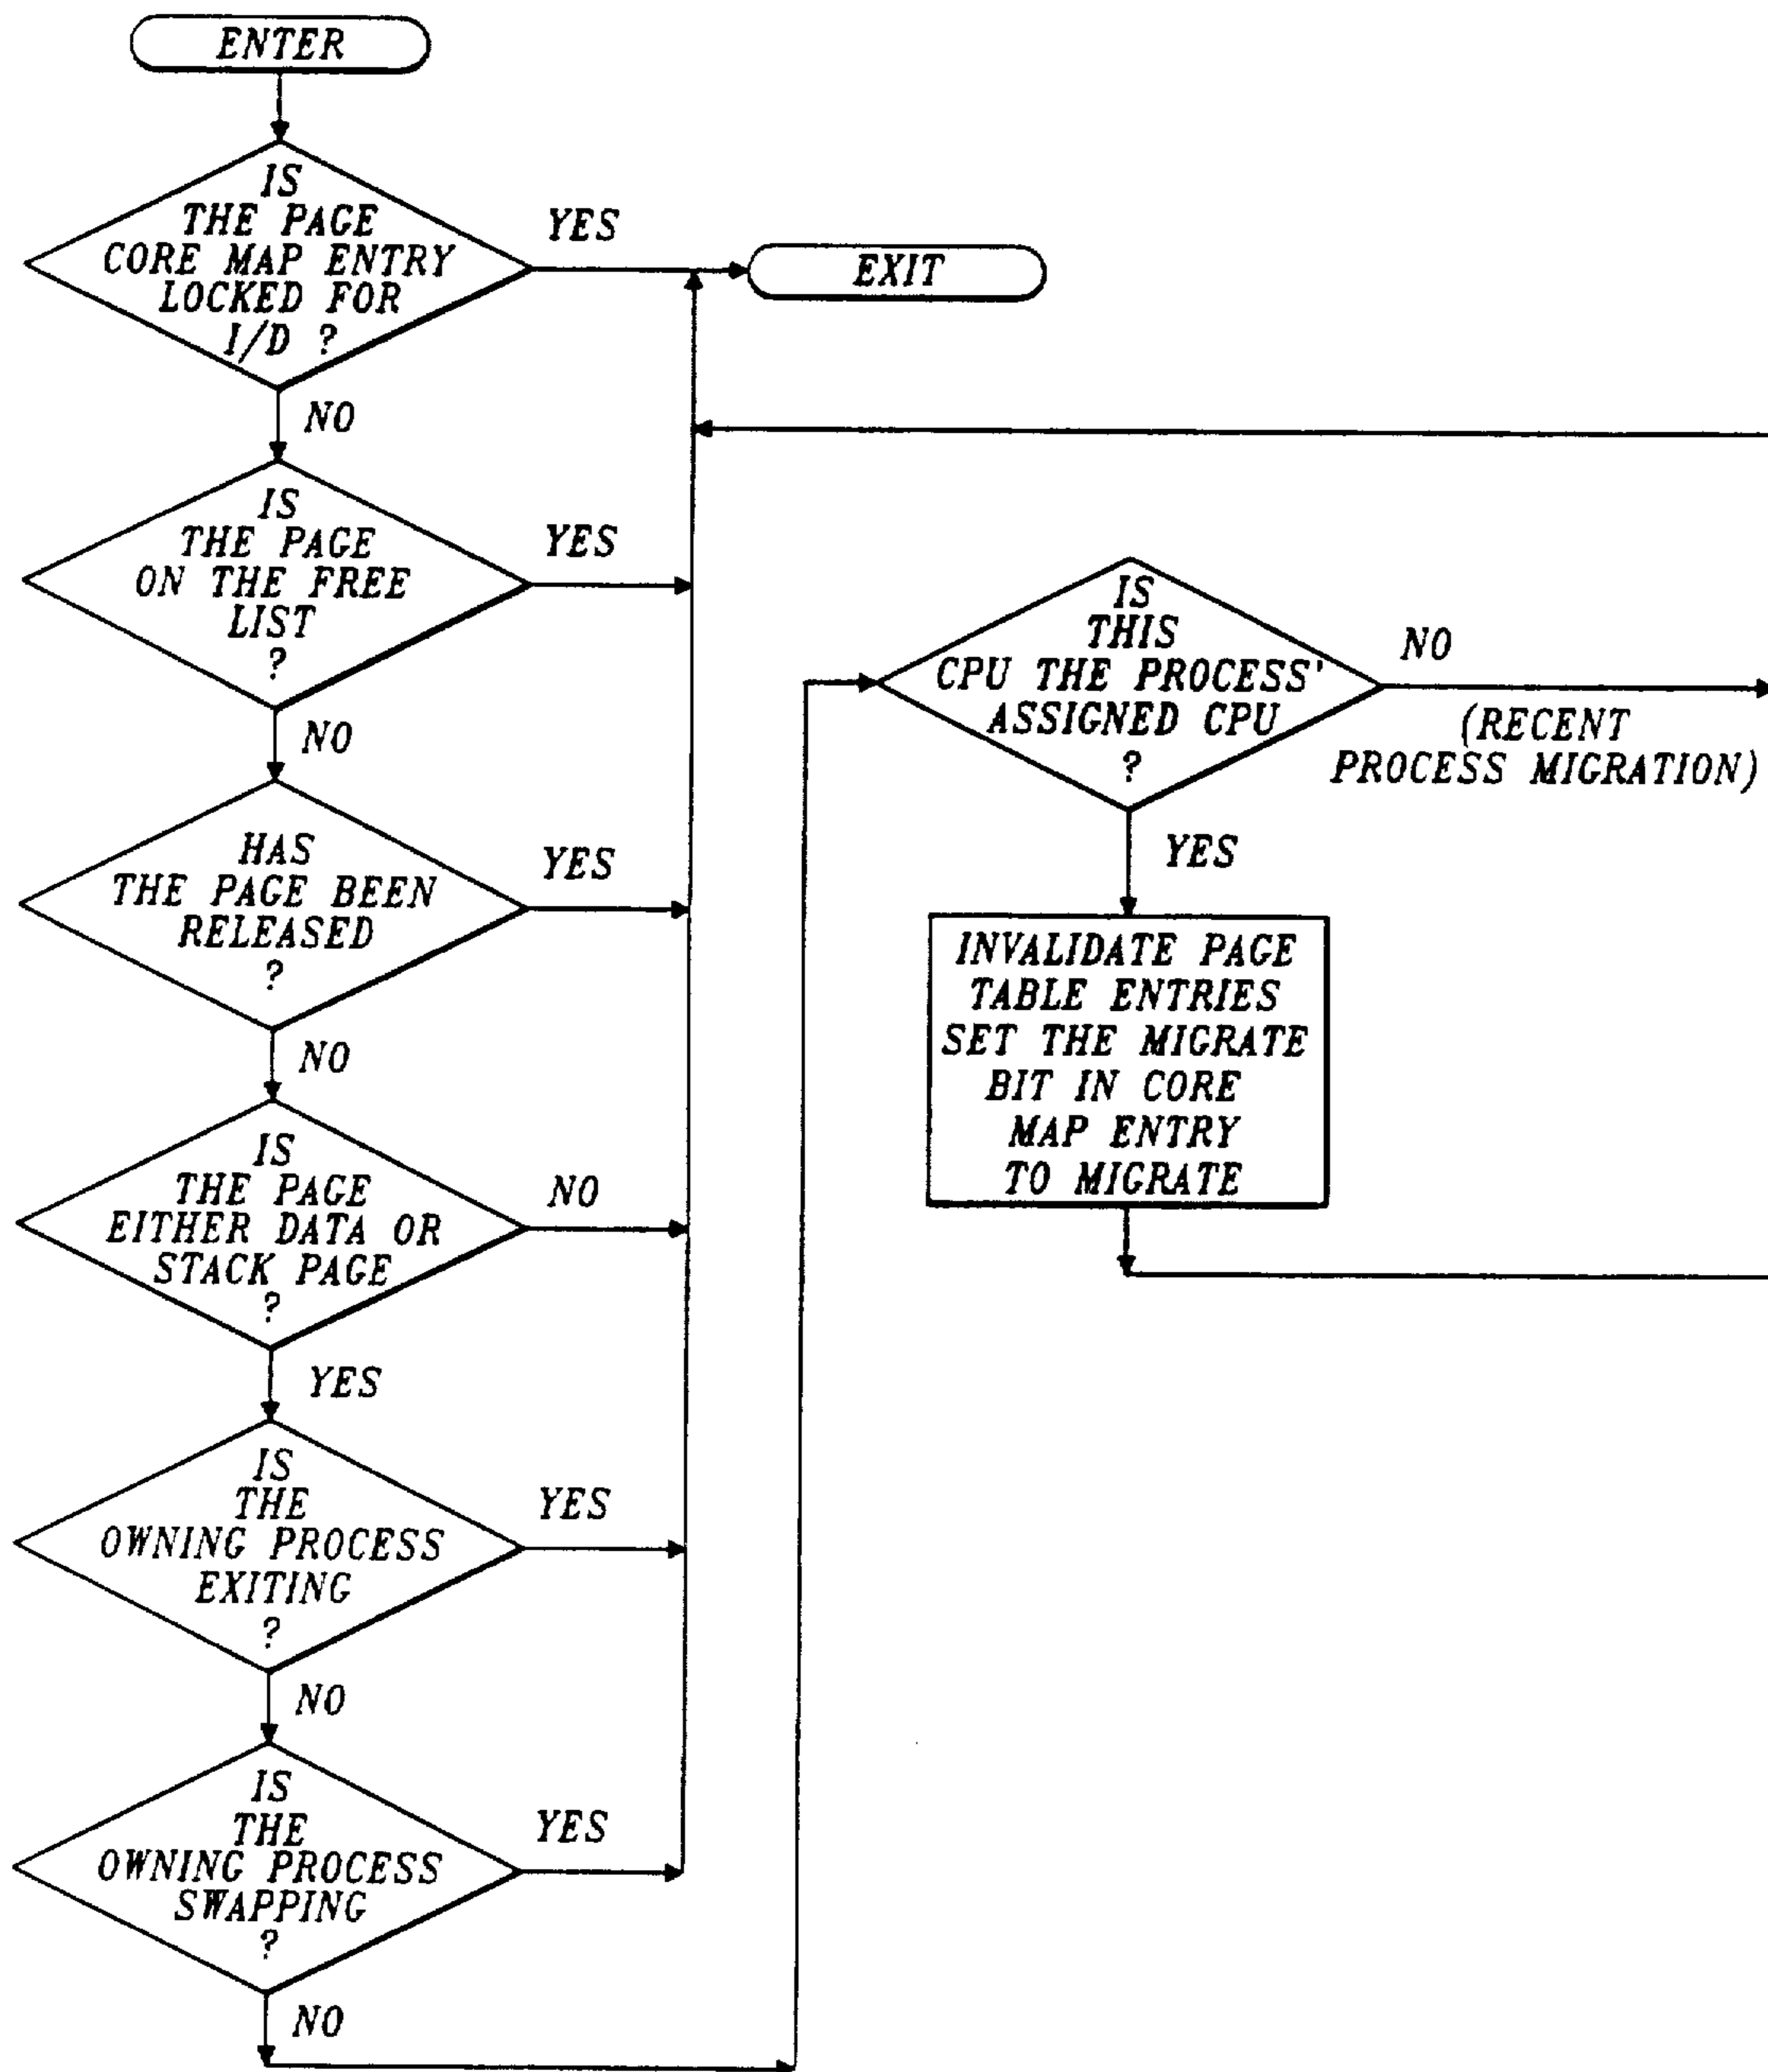 ENTER
IS
THE PAGE
CORE MAP ENTRY
LOCKED FOR
I/D ?
YES
EXIT
NO
IS
THE PAGE
ON THE FREE
LIST
?
YES
NO
HAS
THE PAGE BEEN
RELEASED
?
YES
NO
IS
THE PAGE
EITHER DATA OR
STACK PAGE
?
NO
YES
IS
THE
OWNING PROCESS
EXITING
?
YES
NO
IS
THE
OWNING PROCESS
SWAPPING
?
YES
NO
IS
THIS
CPU THE PROCESS'
ASSIGNED CPU
?
NO
(RECENT
PROCESS MIGRATION)
YES
INVALIDATE PAGE
TABLE ENTRIES
SET THE MIGRATE
BIT IN CORE
MAP ENTRY
TO MIGRATE